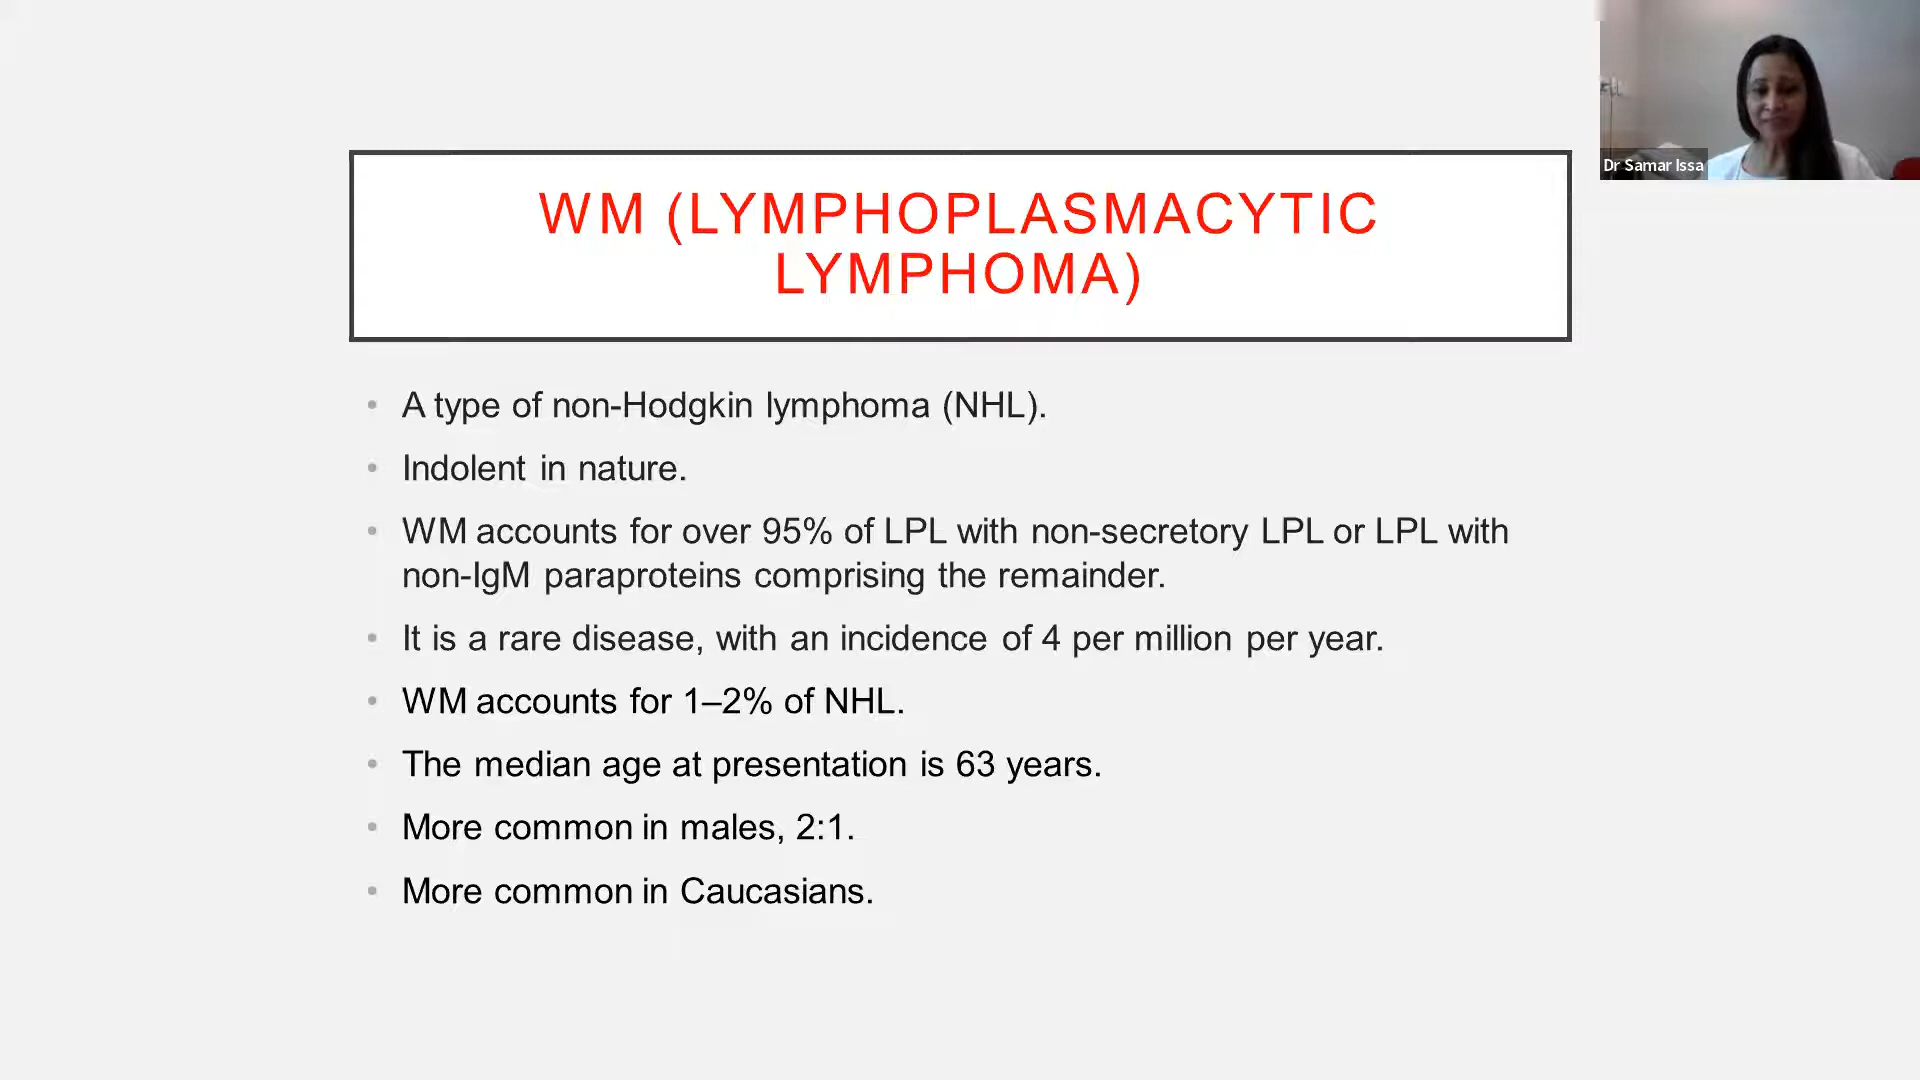 WM (LYMPHOPLASMACYTIC
LYMPHOMA)
Dr Samar Issa
• A type of non-Hodgkin lymphoma (NHL).
• Indolent in nature.
• WM accounts for over 95% of LPL with non-secretory LPL or LPL with
non-IgM paraproteins comprising the remainder.
• It is a rare disease, with an incidence of 4 per million per year.
• WM accounts for 1–2% of NHL.
• The median age at presentation is 63 years.
• More common in males, 2:1.
• More common in Caucasians.